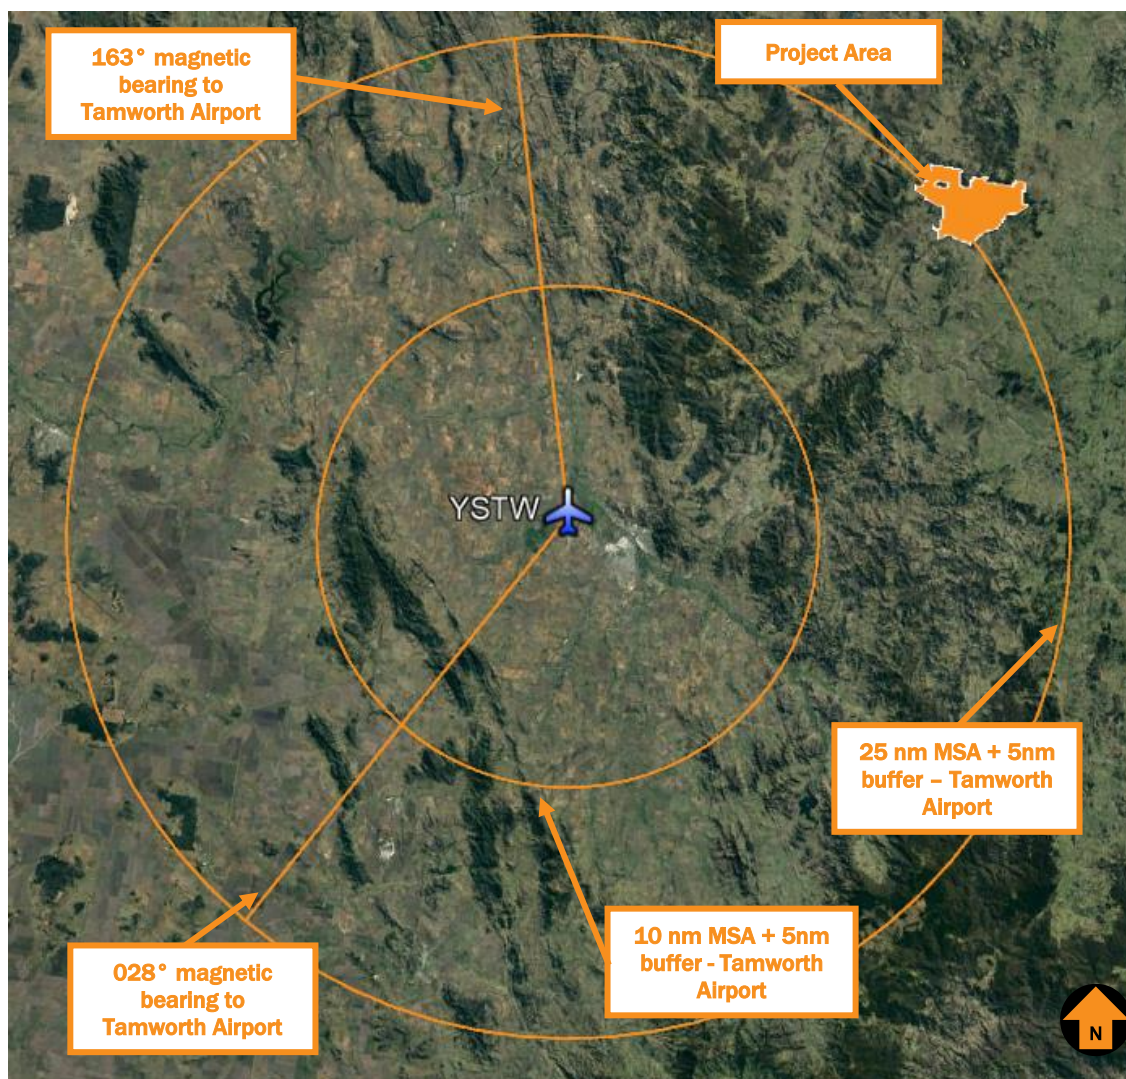 163° magnetic
bearing to
Tamworth Airport
Project Area
YSTW
25 nm MSA + 5nm
buffer – Tamworth
Airport
10 nm MSA + 5nm
buffer - Tamworth
Airport
028° magnetic
bearing to
Tamworth Airport
N